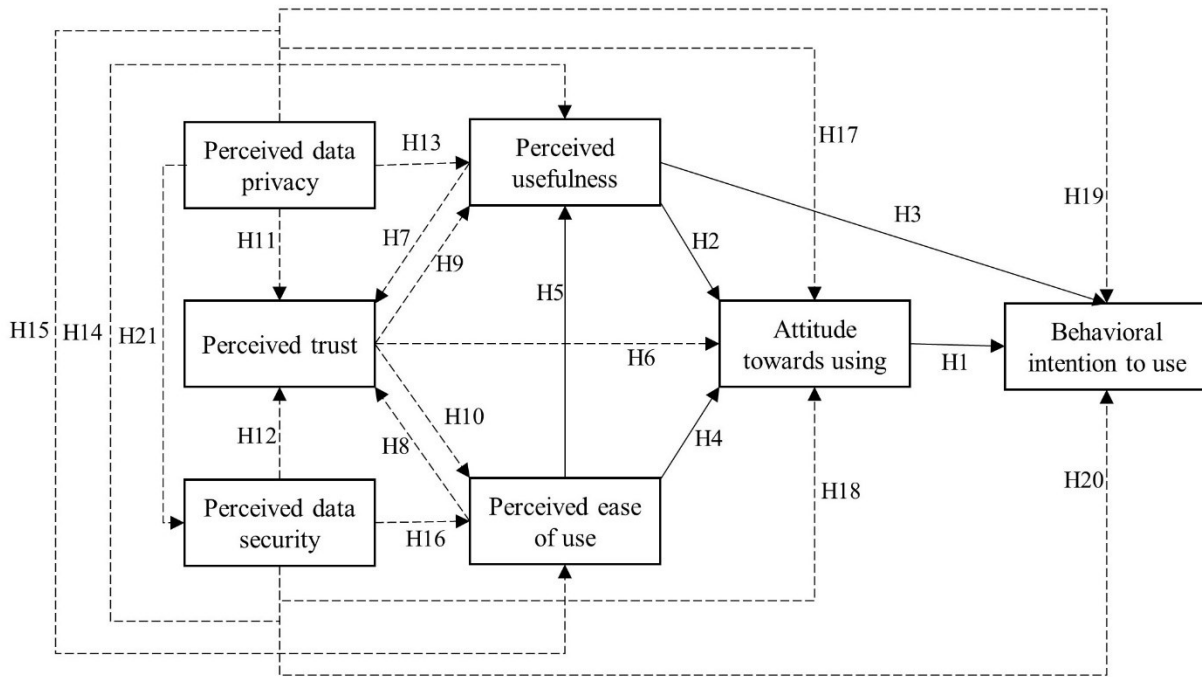 Perceived data
privacy
H13
Perceived
usefulness
H17
H19
H3
H11
H7
H9
H2
H15
H14
H21
Perceived trust
H5
H6
Attitude
towards using
H1
Behavioral
intention to use
H12
H10
H8
H4
Perceived data
security
H16
Perceived ease
of use
H18
H20